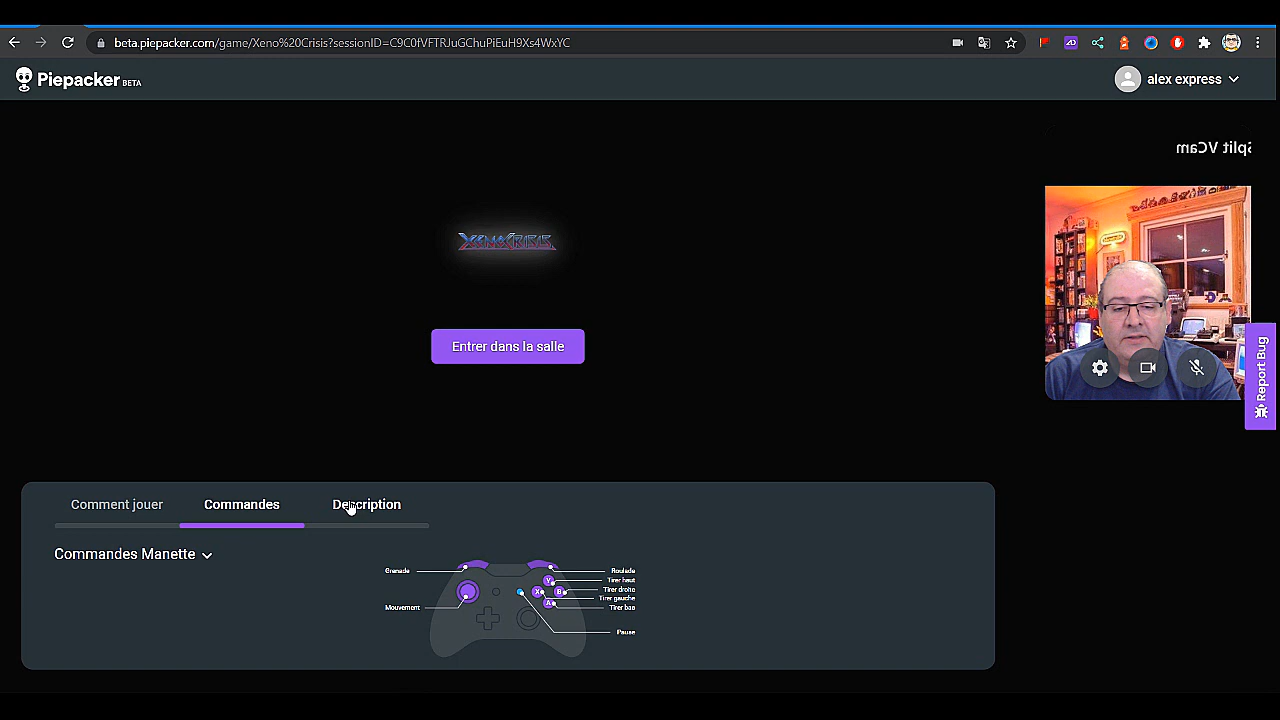 beta.piepacker.com/game/Xeno%20Crisis?sessionID=C9C0fVFTRJuGChuPiEuH9Xs4WxYC
Piepacker BETA
alex express
Split VCam
XENOCRISIS
Entrer dans la salle
Report Bug
Comment jouer
Commandes
Description
Commandes Manette
Grenade
Mouvement
Y
X
B
A
Roulade
Tirer haut
Tirer droite
Tirer gauche
Tirer bas
Pause